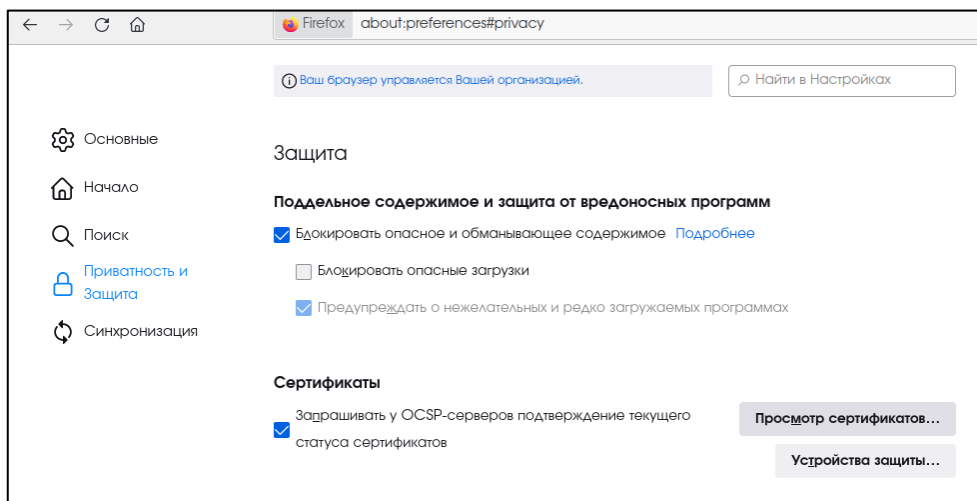 Firefox about:preferences#privacy
Ваш браузер управляется Вашей организацией.
Найти в Настройках
Основные
Начало
Поиск
Приватность и
Защита
Синхронизация
Защита
Поддельное содержимое и защита от вредоносных программ
Блокировать опасное и обманывающее содержимое Подробнее
Блокировать опасные загрузки
Предупреждать о нежелательных и редко загружаемых программах
Сертификаты
Запрашивать у OCSP-серверов подтверждение текущего
статуса сертификатов
Просмотр сертификатов...
Устройства защиты...